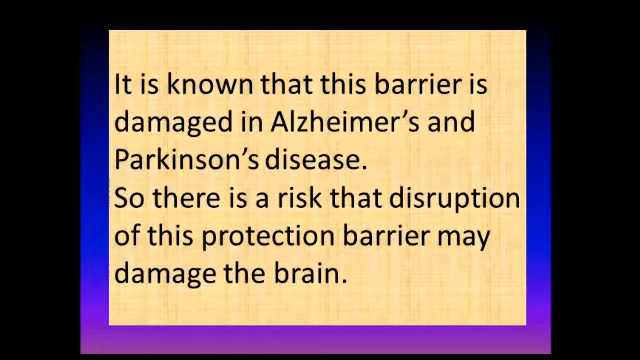 It is known that this barrier is
damaged in Alzheimer’s and
Parkinson’s disease.
So there is a risk that disruption
of this protection barrier may
damage the brain.